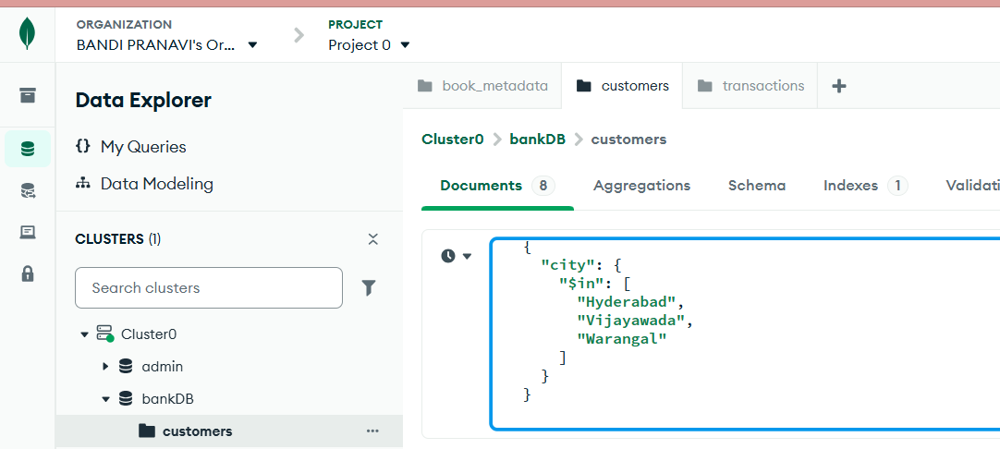 ORGANIZATION
BANDI PRANAVI's Or...
PROJECT
Project 0
Data Explorer
My Queries
Data Modeling
CLUSTERS (1)
Search clusters
Cluster0
admin
bankDB
customers
book_metadata
customers
transactions
Cluster0 > bankDB > customers
Documents 8
Aggregations
Schema
Indexes 1
Validati
{
"city": {
"$in": [
"Hyderabad",
"Vijayawada",
"Warangal"
]
}
}